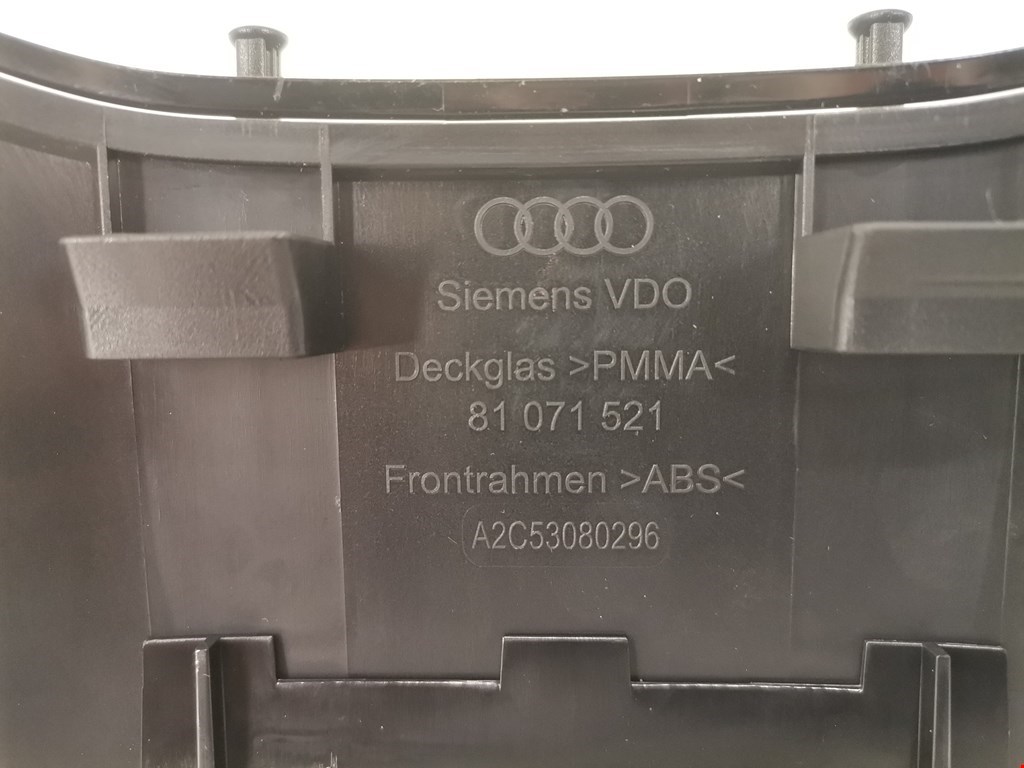 Siemens VDO
Deckglas >PMMA<
81 071 521
Frontrahmen >ABS<
A2C53080296